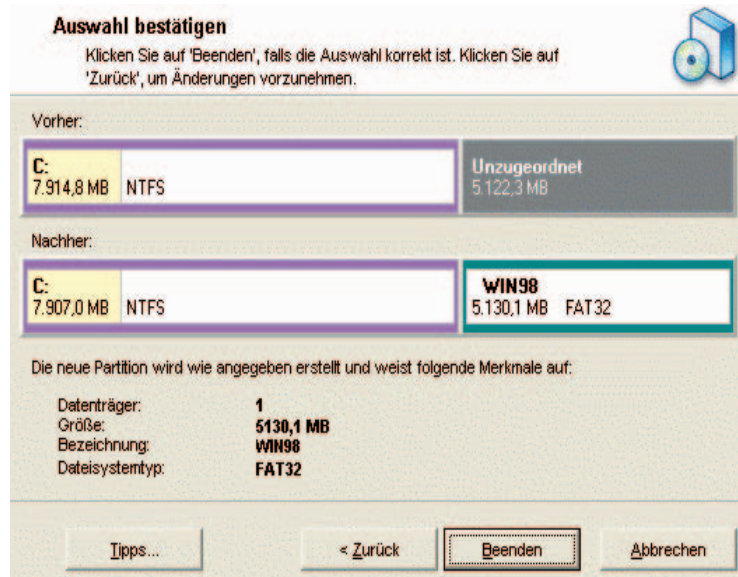 Auswahl bestätigen
Klicken Sie auf 'Beenden', falls die Auswahl korrekt ist. Klicken Sie auf
'Zurück', um Änderungen vorzunehmen.
Vorher:
C:
7.914,8 MB NTFS
Unzugeordnet
5.122,3 MB
Nachher:
C:
7.907,0 MB NTFS
WIN98
5.130,1 MB FAT32
Die neue Partition wird wie angegeben erstellt und weist folgende Merkmale auf:
Datenträger: 1
Größe: 5130,1 MB
Bezeichnung: WIN98
Dateisystemtyp: FAT32
Tipps... < Zurück Beenden Abbrechen